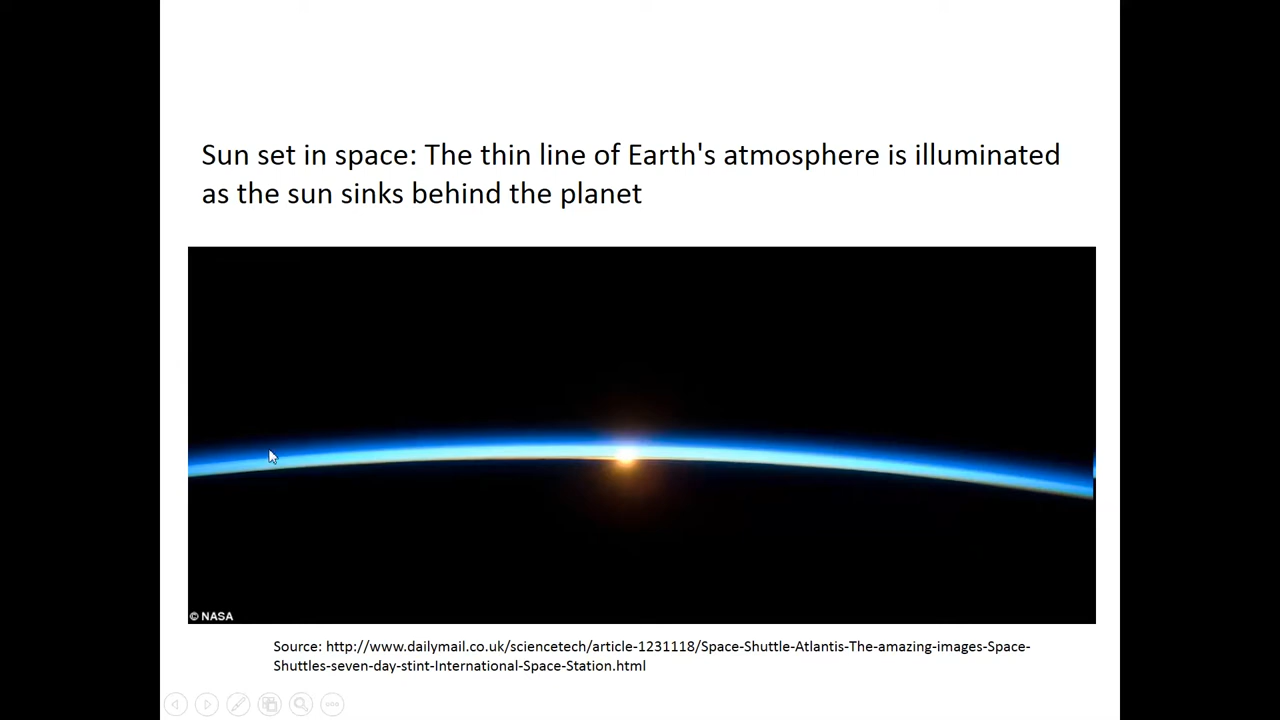 Sun set in space: The thin line of Earth's atmosphere is illuminated
as the sun sinks behind the planet
© NASA
Source: http://www.dailymail.co.uk/sciencetech/article-1231118/Space-Shuttle-Atlantis-The-amazing-images-Space-
Shuttles-seven-day-stint-International-Space-Station.html